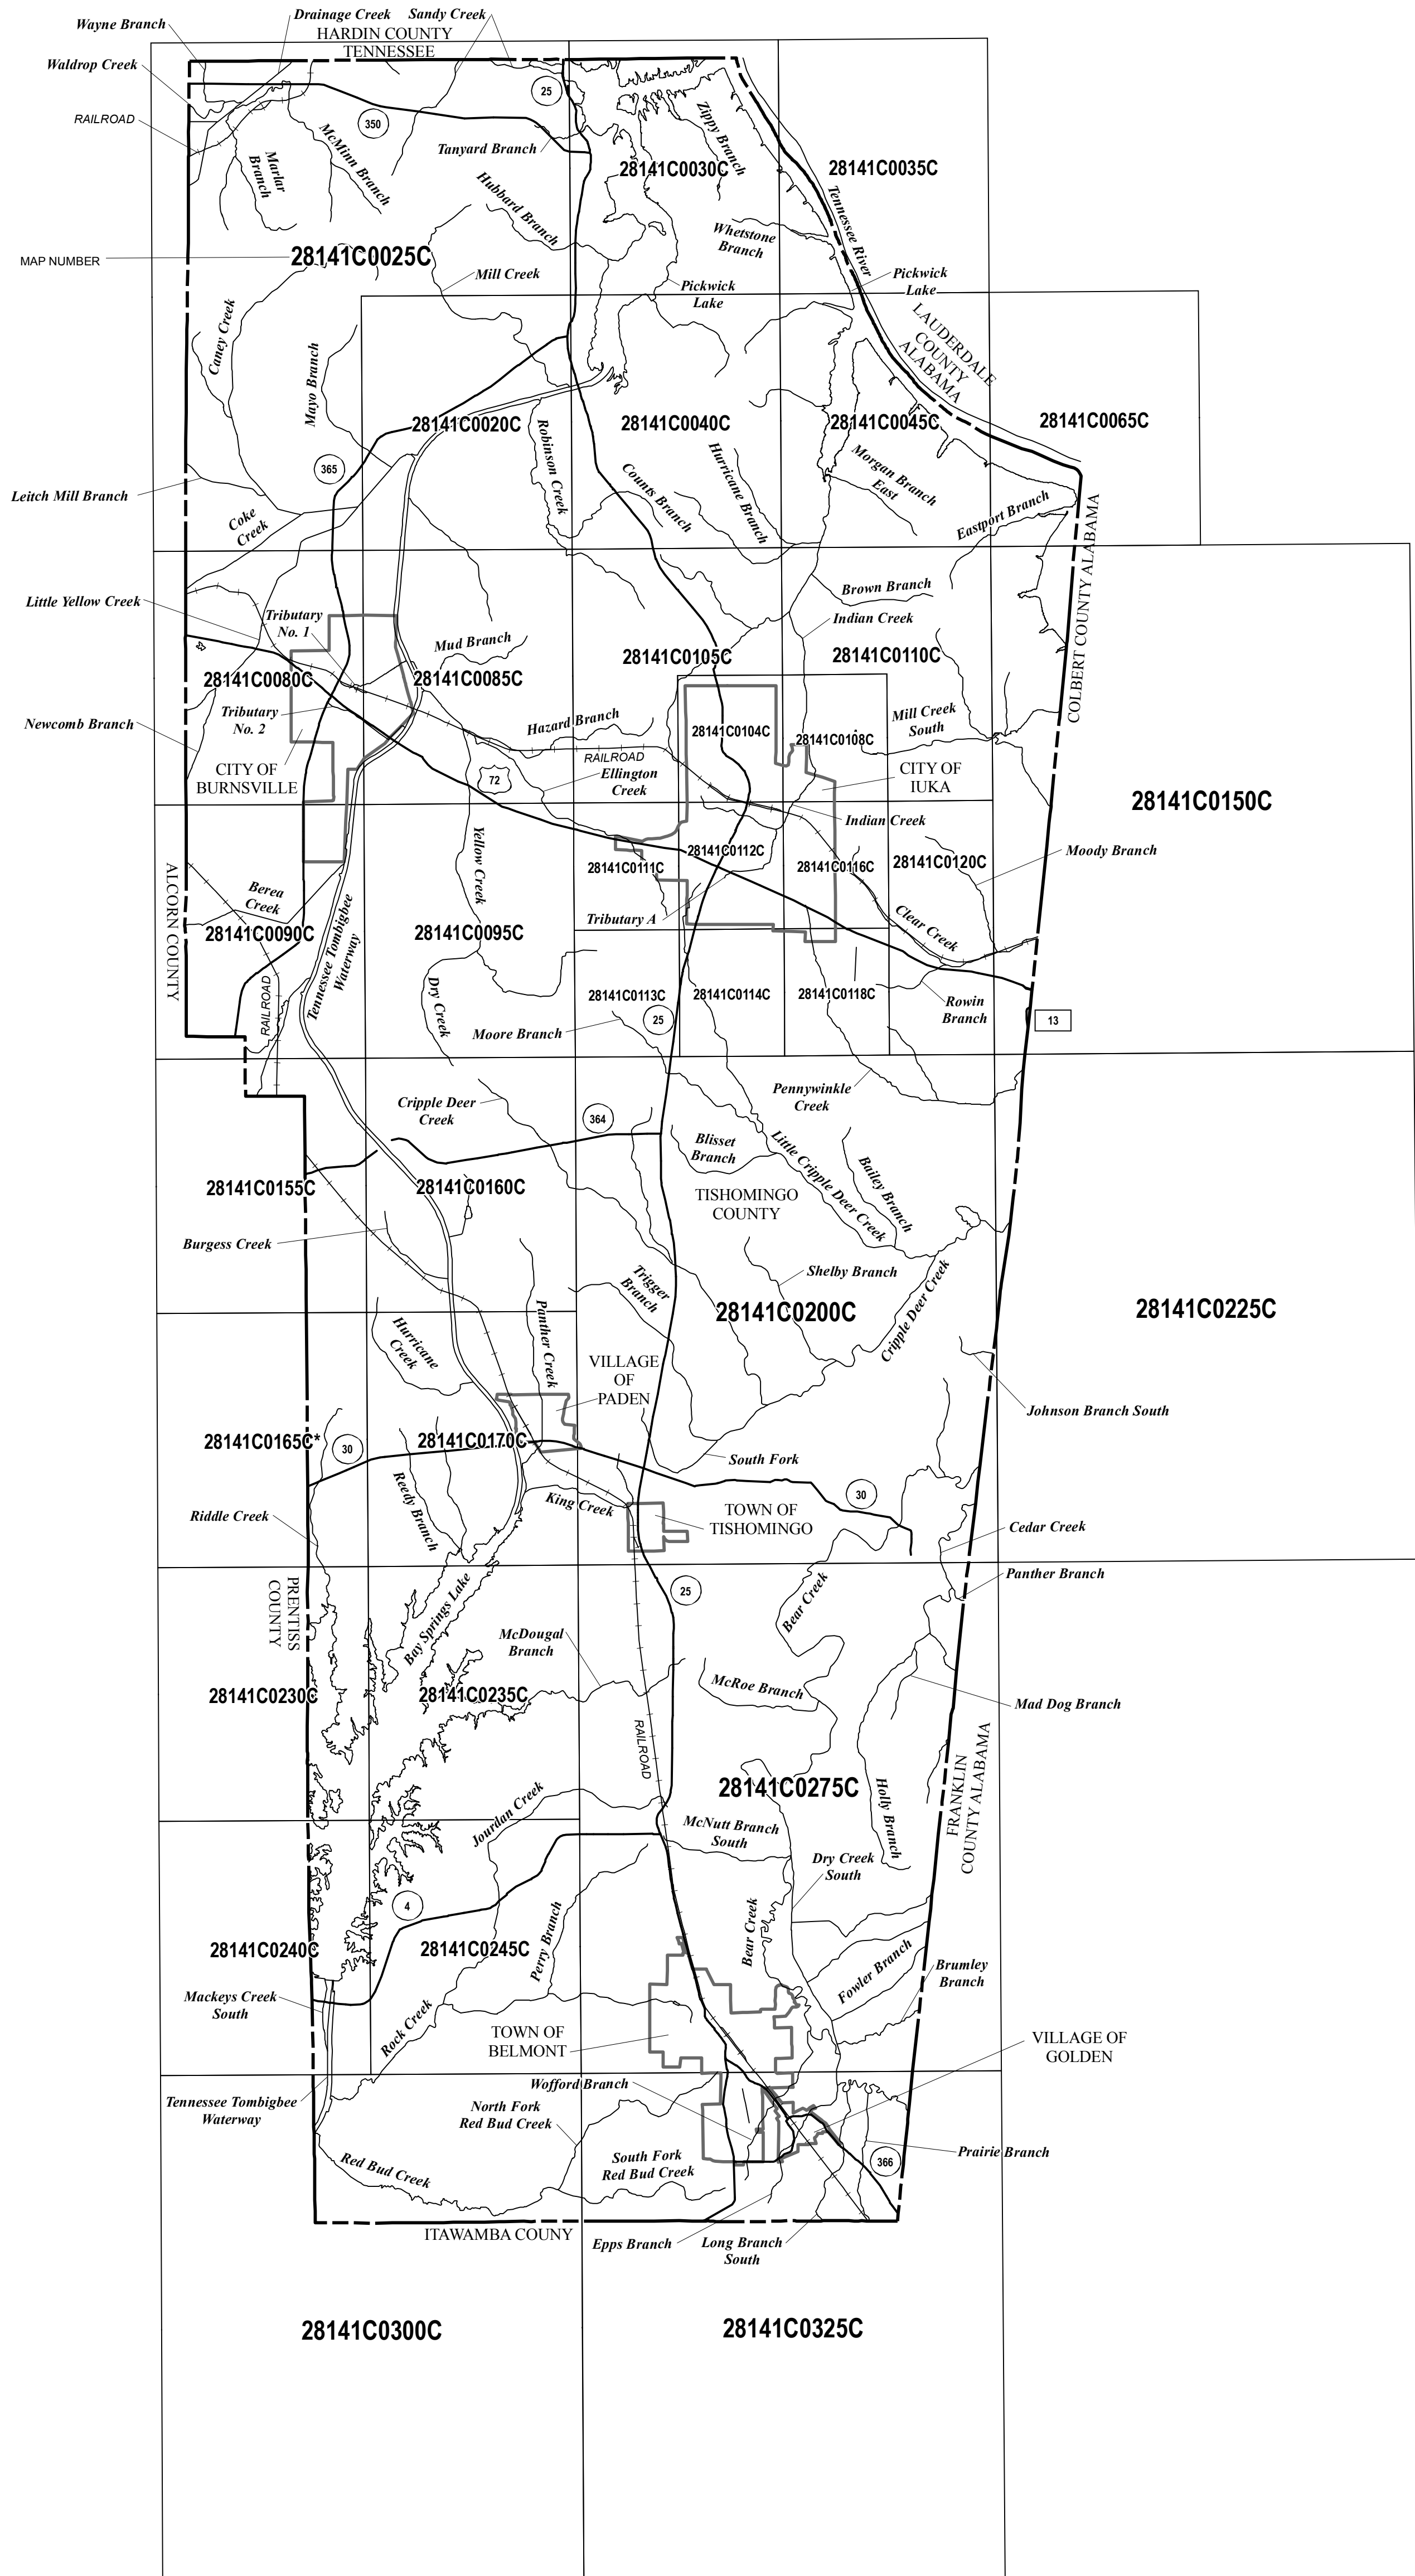 Wayne Branch
Drainage Creek
Sandy Creek
HARDIN COUNTY
TENNESSEE
Waldrop Creek
RAILROAD
25
350
Tanyard Branch
Zippy Branch
Marlar
Branch
McMinn Branch
28141C0030C
28141C0035C
Hubbard Branch
Tennessee River
Whetstone
Branch
MAP NUMBER
28141C0025C
Mill Creek
Pickwick
Lake
Pickwick
Lake
Caney Creek
Mayo Branch
LAUDERDALE
COUNTY
ALABAMA
28141C0020C
28141C0040C
28141C0045C
28141C0065C
Robinson Creek
365
Counts Branch
Hurricane Branch
Morgan Branch
East
Leitch Mill Branch
Coke
Creek
Eastport Branch
COLBERT COUNTY ALABAMA
Little Yellow Creek
Tributary
No. 1
Brown Branch
Mud Branch
Indian Creek
28141C0105C
28141C0110C
28141C0080C
28141C0085C
Newcomb Branch
Tributary
No. 2
Hazard Branch
28141C0104C
28141C0108C
Mill Creek
South
CITY OF
BURNSVILLE
72
RAILROAD
Ellington
Creek
CITY OF
IUKA
28141C0150C
Indian Creek
Yellow Creek
28141C0111C
28141C0112C
28141C0116C
28141C0120C
Moody Branch
ALCORN COUNTY
Berea
Creek
28141C0090C
Tennessee Tombigbee
Waterway
28141C0095C
Tributary A
Clear Creek
RAILROAD
Dry Creek
28141C0113C
28141C0114C
28141C0118C
Rowin
Branch
25
13
Moore Branch
Pennywinkle
Creek
Cripple Deer
Creek
364
Blisset
Branch
Little Cripple Deer Creek
Bailey Branch
28141C0155C
28141C0160C
TISHOMINGO
COUNTY
Burgess Creek
Trigger
Branch
Shelby Branch
Cripple Deer Creek
Panther Creek
28141C0200C
28141C0225C
Hurricane
Creek
VILLAGE
OF
PADEN
Johnson Branch South
28141C0165C*
30
28141C0170C
South Fork
Reedy Branch
30
King Creek
Riddle Creek
TOWN OF
TISHOMINGO
Cedar Creek
Panther Branch
PRENTISS
COUNTY
Bay Springs Lake
25
Bear Creek
McDougal
Branch
McRoe Branch
28141C0230C
28141C0235C
Mad Dog Branch
RAILROAD
FRANKLIN
COUNTY ALABAMA
28141C0275C
Holly Branch
Jourdan Creek
McNutt Branch
South
Dry Creek
South
4
Bear Creek
28141C0240C
28141C0245C
Perry Branch
Fowler Branch
Brumley
Branch
Mackeys Creek
South
Rock Creek
TOWN OF
BELMONT
VILLAGE OF
GOLDEN
Wofford Branch
Tennessee Tombigbee
Waterway
North Fork
Red Bud Creek
Red Bud Creek
South Fork
Red Bud Creek
Prairie Branch
366
ITAWAMBA COUNY
Epps Branch
Long Branch
South
28141C0300C
28141C0325C